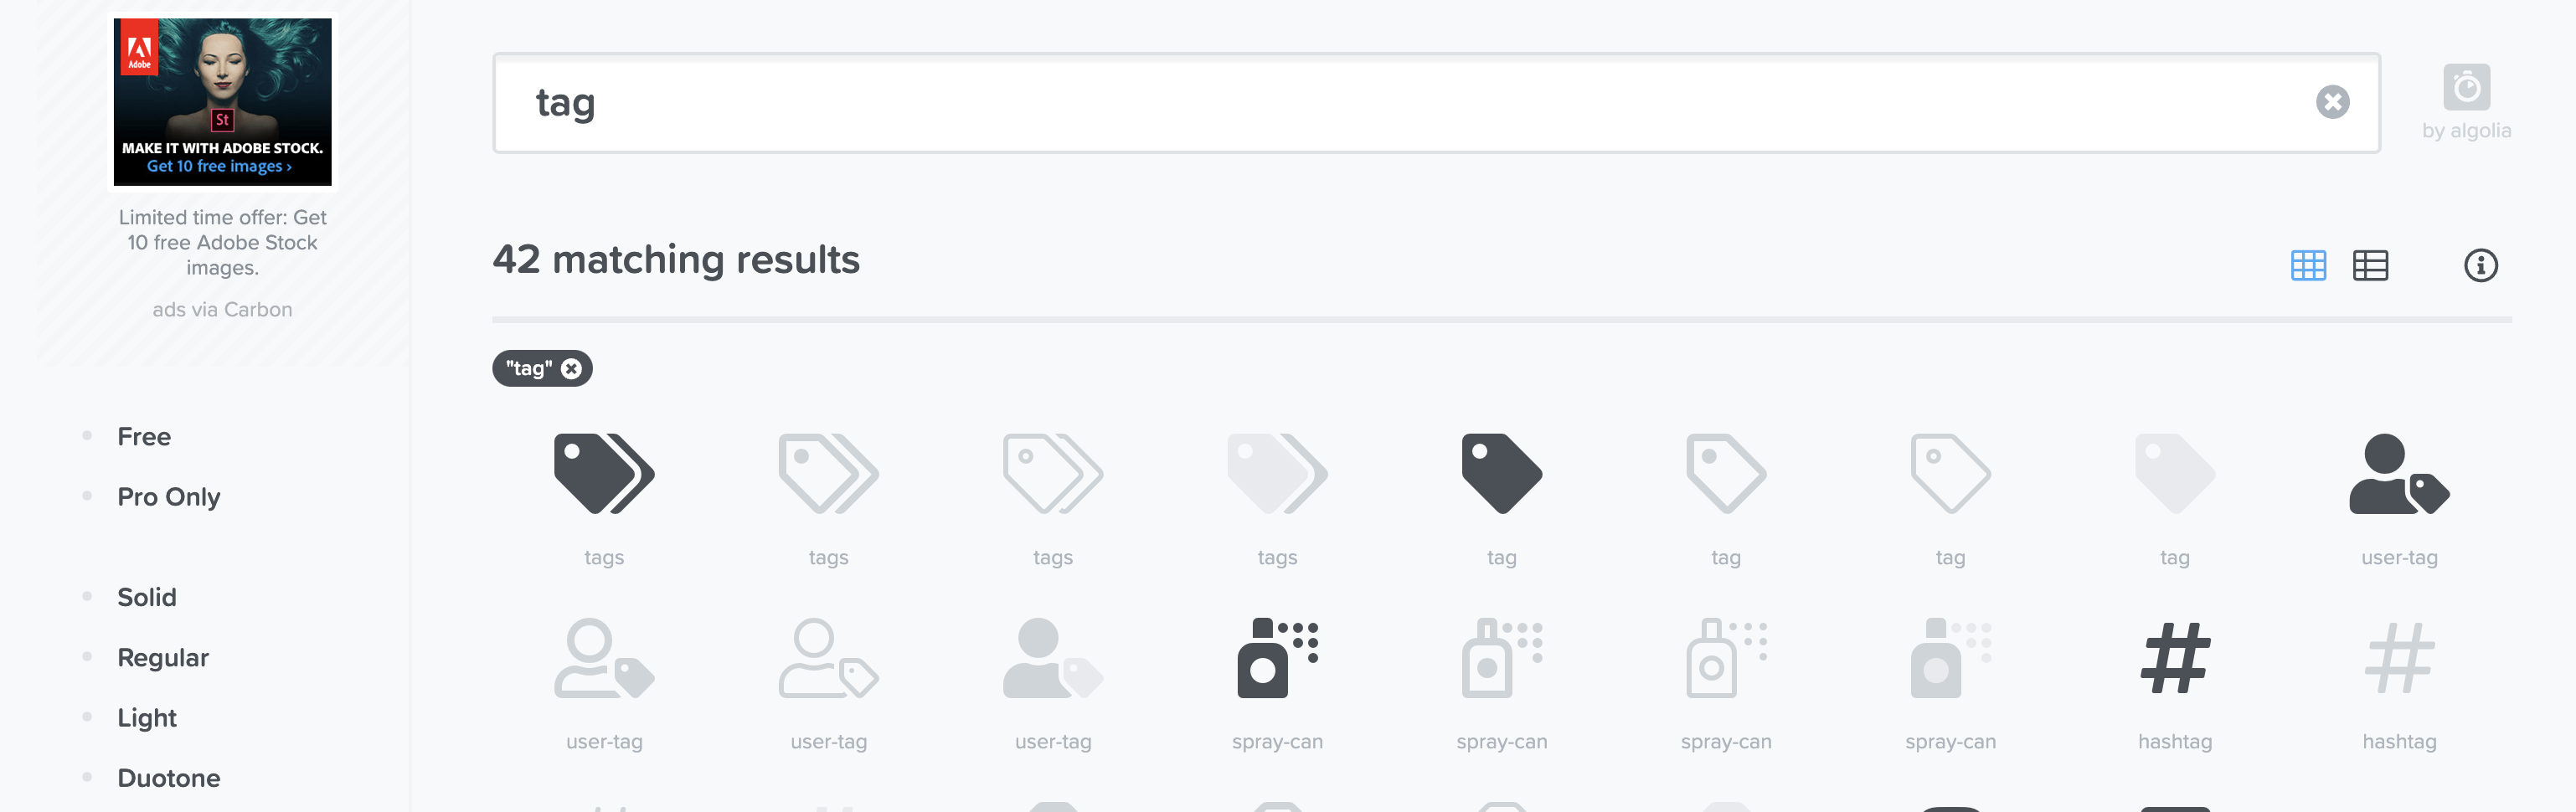 Adobe
St
MAKE IT WITH ADOBE STOCK.
Get 10 free images ›
Limited time offer: Get
10 free Adobe Stock
images.
ads via Carbon
Free
Pro Only
Solid
Regular
Light
Duotone
tag
by algolia
42 matching results
"tag"
tags tags tags tags tag tag tag tag user-tag
user-tag user-tag user-tag spray-can spray-can spray-can spray-can hashtag hashtag